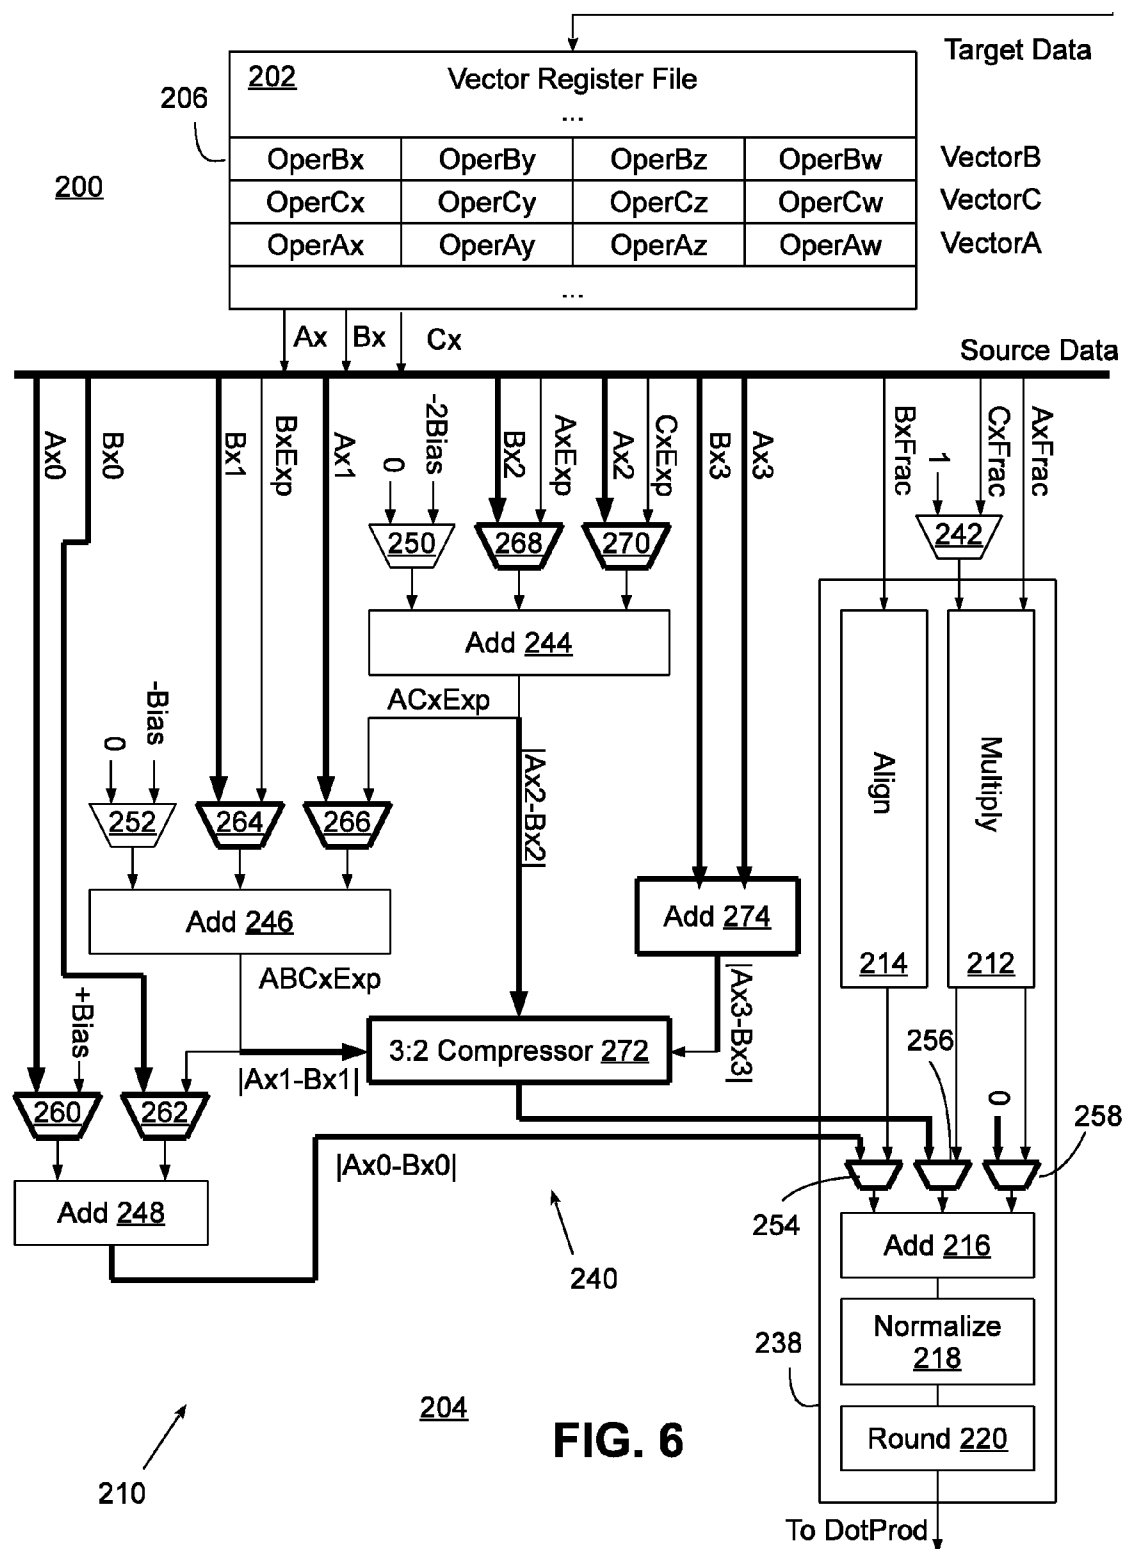 Target Data
202 Vector Register File
...
206
OperBx OperBy OperBz OperBw VectorB
200
OperCx OperCy OperCz OperCw VectorC
OperAx OperAy OperAz OperAw VectorA
...
Ax Bx Cx
Source Data
Ax0
Bx0
Bx1
BxExp
Ax1
0
-2Bias
Bx2
AxExp
Ax2
CxExp
Bx3
Ax3
BxFrac
1
CxFrac
AxFrac
250 268 270 242
Add 244
ACxExp
0
-Bias
|Ax2-Bx2|
Align
Multiply
252 264 266
Add 246
Add 274
214 212
ABCxExp
|Ax3-Bx3|
+Bias
3:2 Compressor 272
256
|Ax1-Bx1|
0
260 262
258
|Ax0-Bx0|
Add 248
254
Add 216
240
Normalize
218
238
204
FIG. 6
Round 220
210
To DotProd